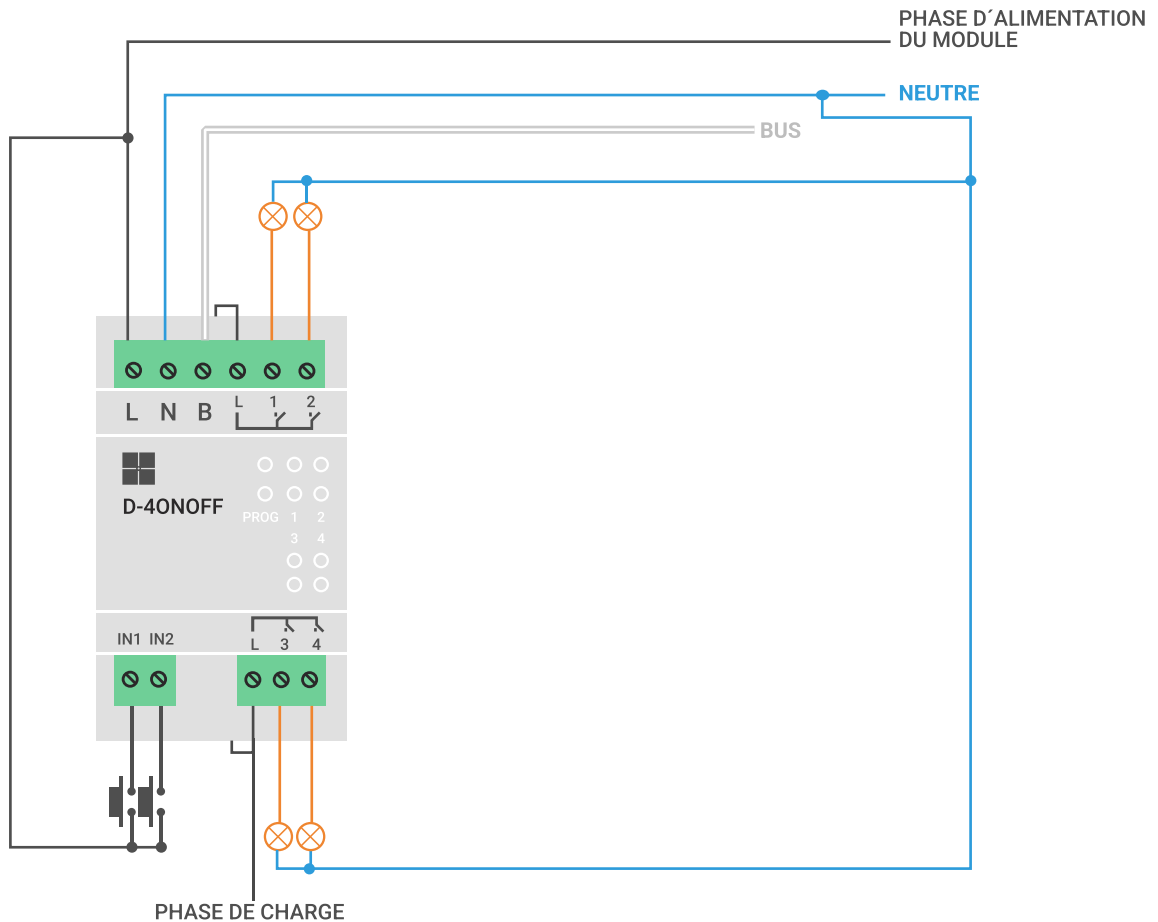 PHASE D´ALIMENTATION
DU MODULE
NEUTRE
BUS
L N B L 1 2
D-4ONOFF
PROG 1 2
3 4
IN1 IN2 L 3 4
PHASE DE CHARGE